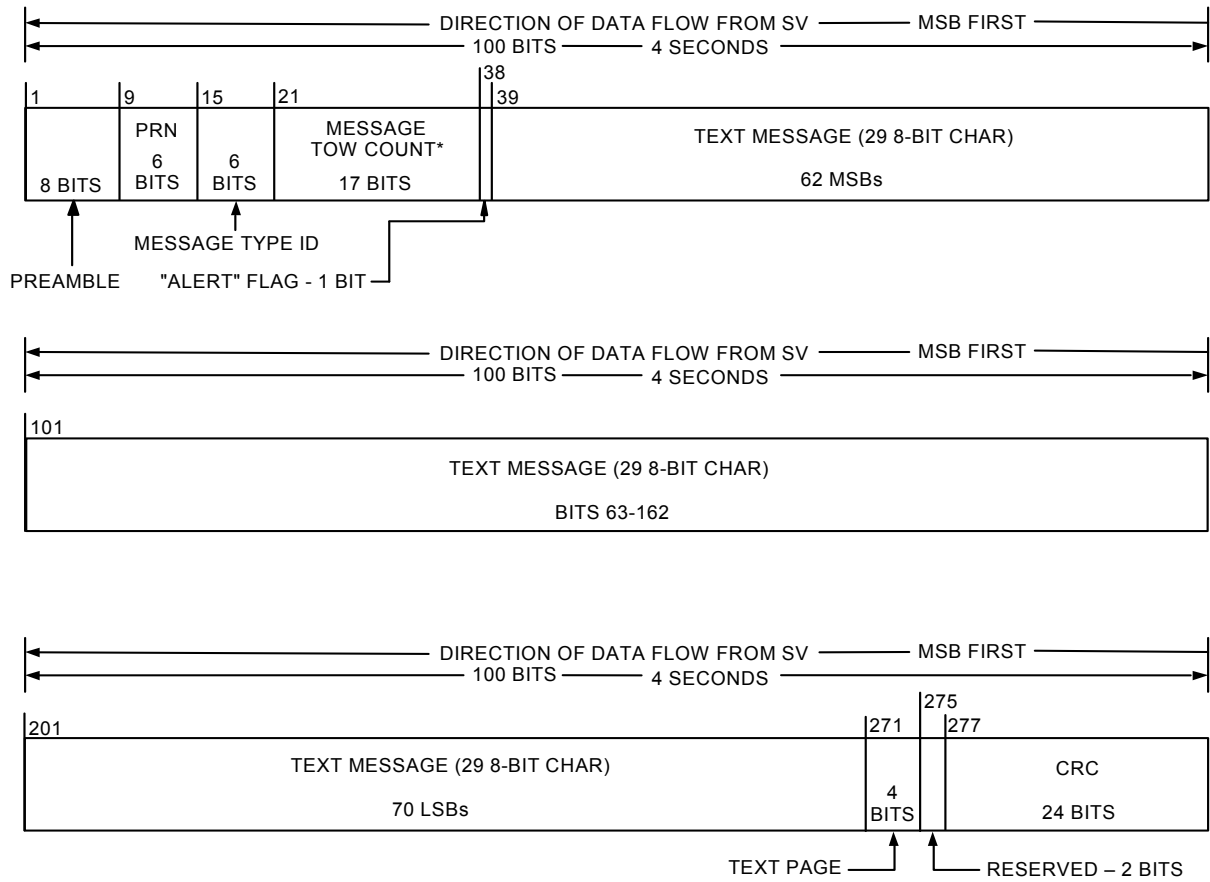 DIRECTION OF DATA FLOW FROM SV MSB FIRST
100 BITS 4 SECONDS
38
1 9 15 21 39
PRN
6
BITS
8 BITS
6
BITS
MESSAGE
TOW COUNT*
17 BITS
TEXT MESSAGE (29 8-BIT CHAR)
62 MSBs
MESSAGE TYPE ID
PREAMBLE
"ALERT" FLAG - 1 BIT
DIRECTION OF DATA FLOW FROM SV MSB FIRST
100 BITS 4 SECONDS
101
TEXT MESSAGE (29 8-BIT CHAR)
BITS 63-162
DIRECTION OF DATA FLOW FROM SV MSB FIRST
100 BITS 4 SECONDS
275
201 271 277
TEXT MESSAGE (29 8-BIT CHAR)
70 LSBs
4
BITS
CRC
24 BITS
TEXT PAGE
RESERVED – 2 BITS